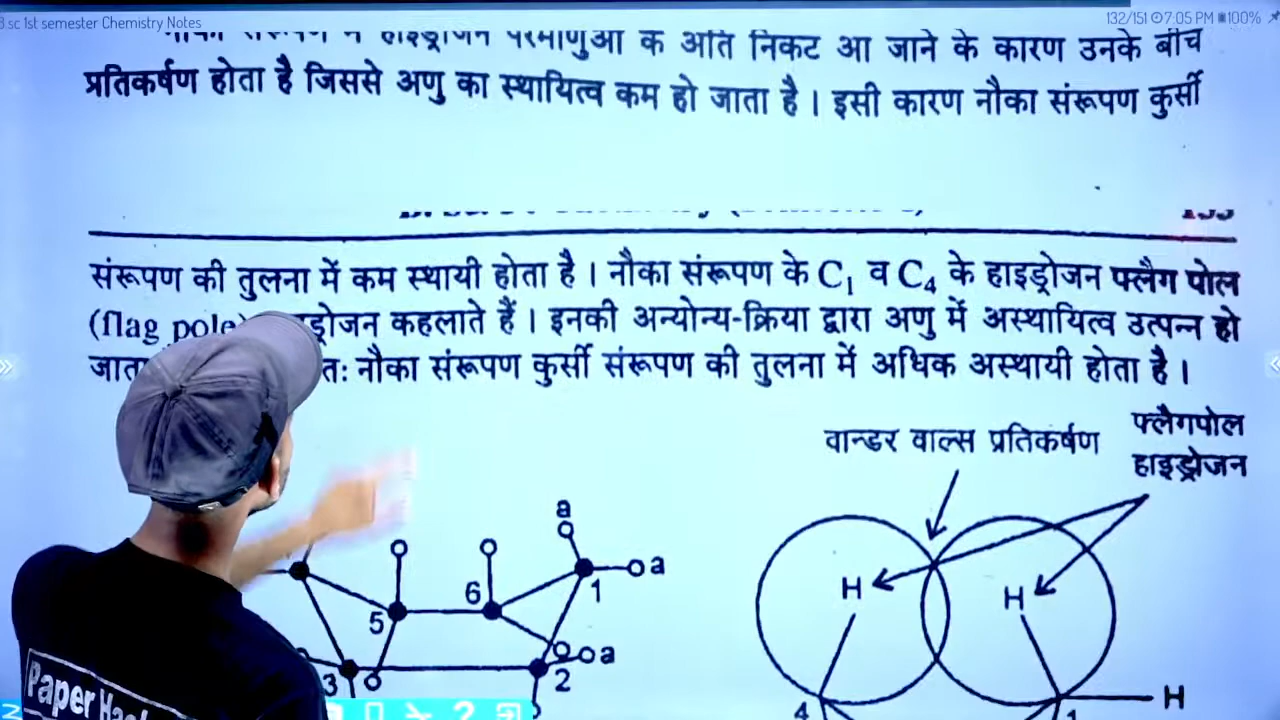 B sc 1st semester Chemistry Notes
132/151 7:05 PM 100%
हाइड्रोजन परमाणुओं के अति निकट आ जाने के कारण उनके बीच
प्रतिकर्षण होता है जिससे अणु का स्थायित्व कम हो जाता है । इसी कारण नौका संरूपण कुर्सी
संरूपण की तुलना में कम स्थायी होता है । नौका संरूपण के C1 व C4 के हाइड्रोजन फ्लैग पोल
(flag pole) कहलाते हैं । इनकी अन्योन्य-क्रिया द्वारा अणु में अस्थायित्व उत्पन्न हो
नौका संरूपण कुर्सी संरूपण की तुलना में अधिक अस्थायी होता है ।
वान्डर वाल्स प्रतिकर्षण
फ्लैगपोल
हाइड्रोजन
a
a
6
1
5
a
3
2
H
H
H
4
1
Paper